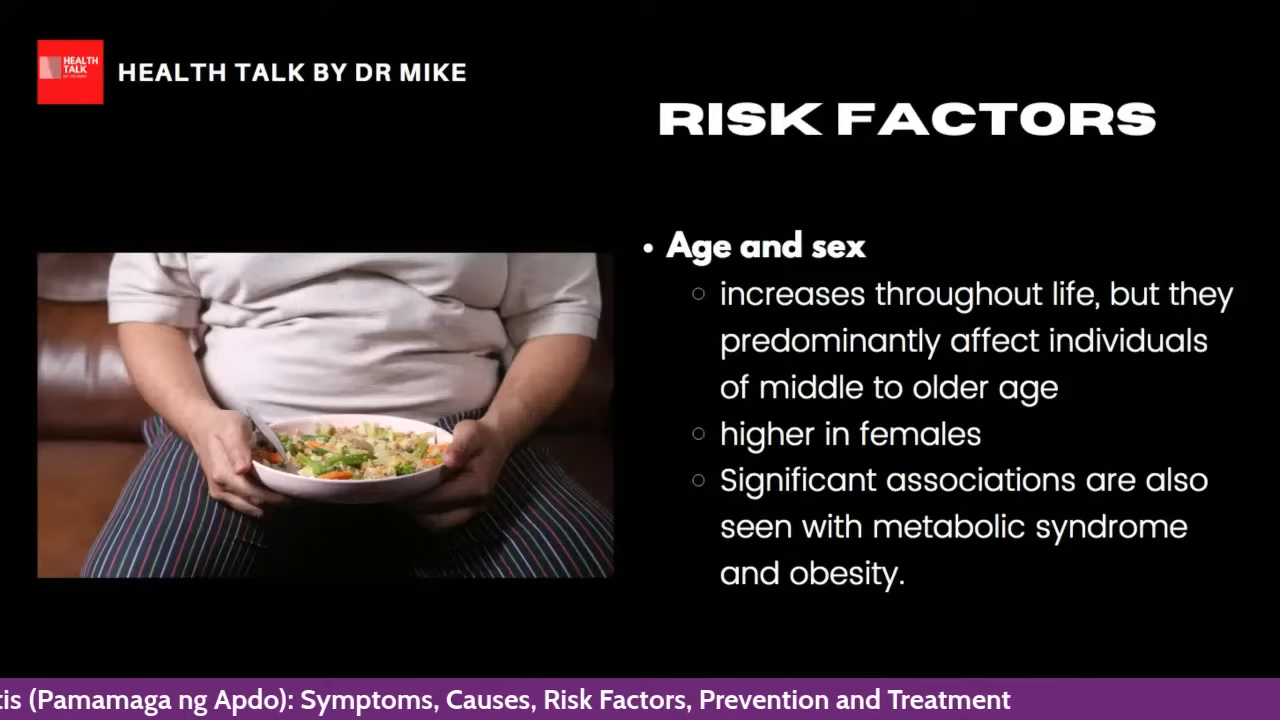 HEALTH
TALK
HEALTH TALK BY DR MIKE
RISK FACTORS
• Age and sex
○ increases throughout life, but they
predominantly affect individuals
of middle to older age
○ higher in females
○ Significant associations are also
seen with metabolic syndrome
and obesity.
tis (Pamamaga ng Apdo): Symptoms, Causes, Risk Factors, Prevention and Treatment